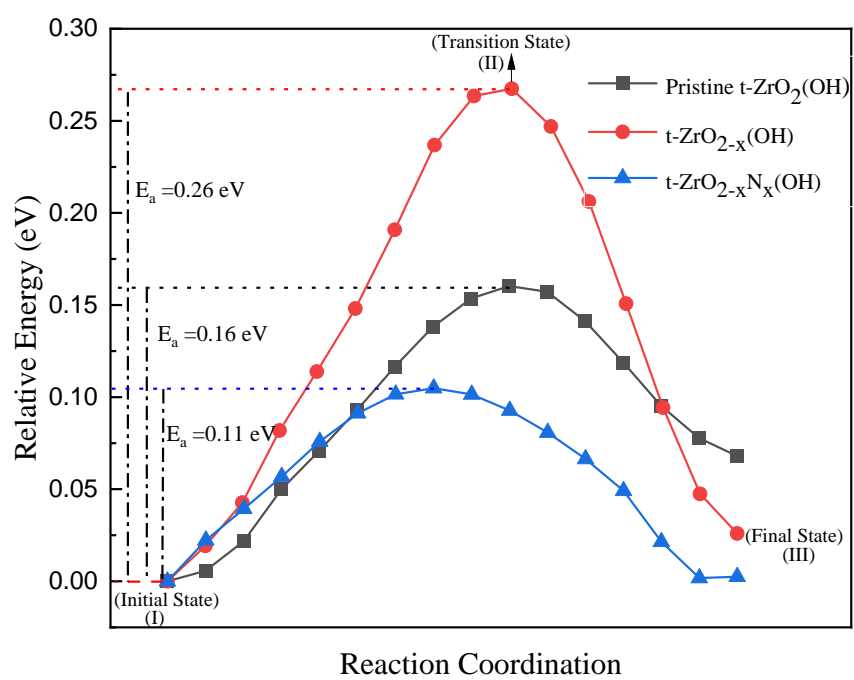 0.30
0.25
0.20
0.15
0.10
0.05
0.00
Relative Energy (eV)
Reaction Coordination
(Transition State)
(II)
Pristine t-ZrO2(OH)
t-ZrO2-x(OH)
t-ZrO2-xNx(OH)
Ea =0.26 eV
Ea =0.16 eV
Ea =0.11 eV
(Initial State)
(I)
(Final State)
(III)